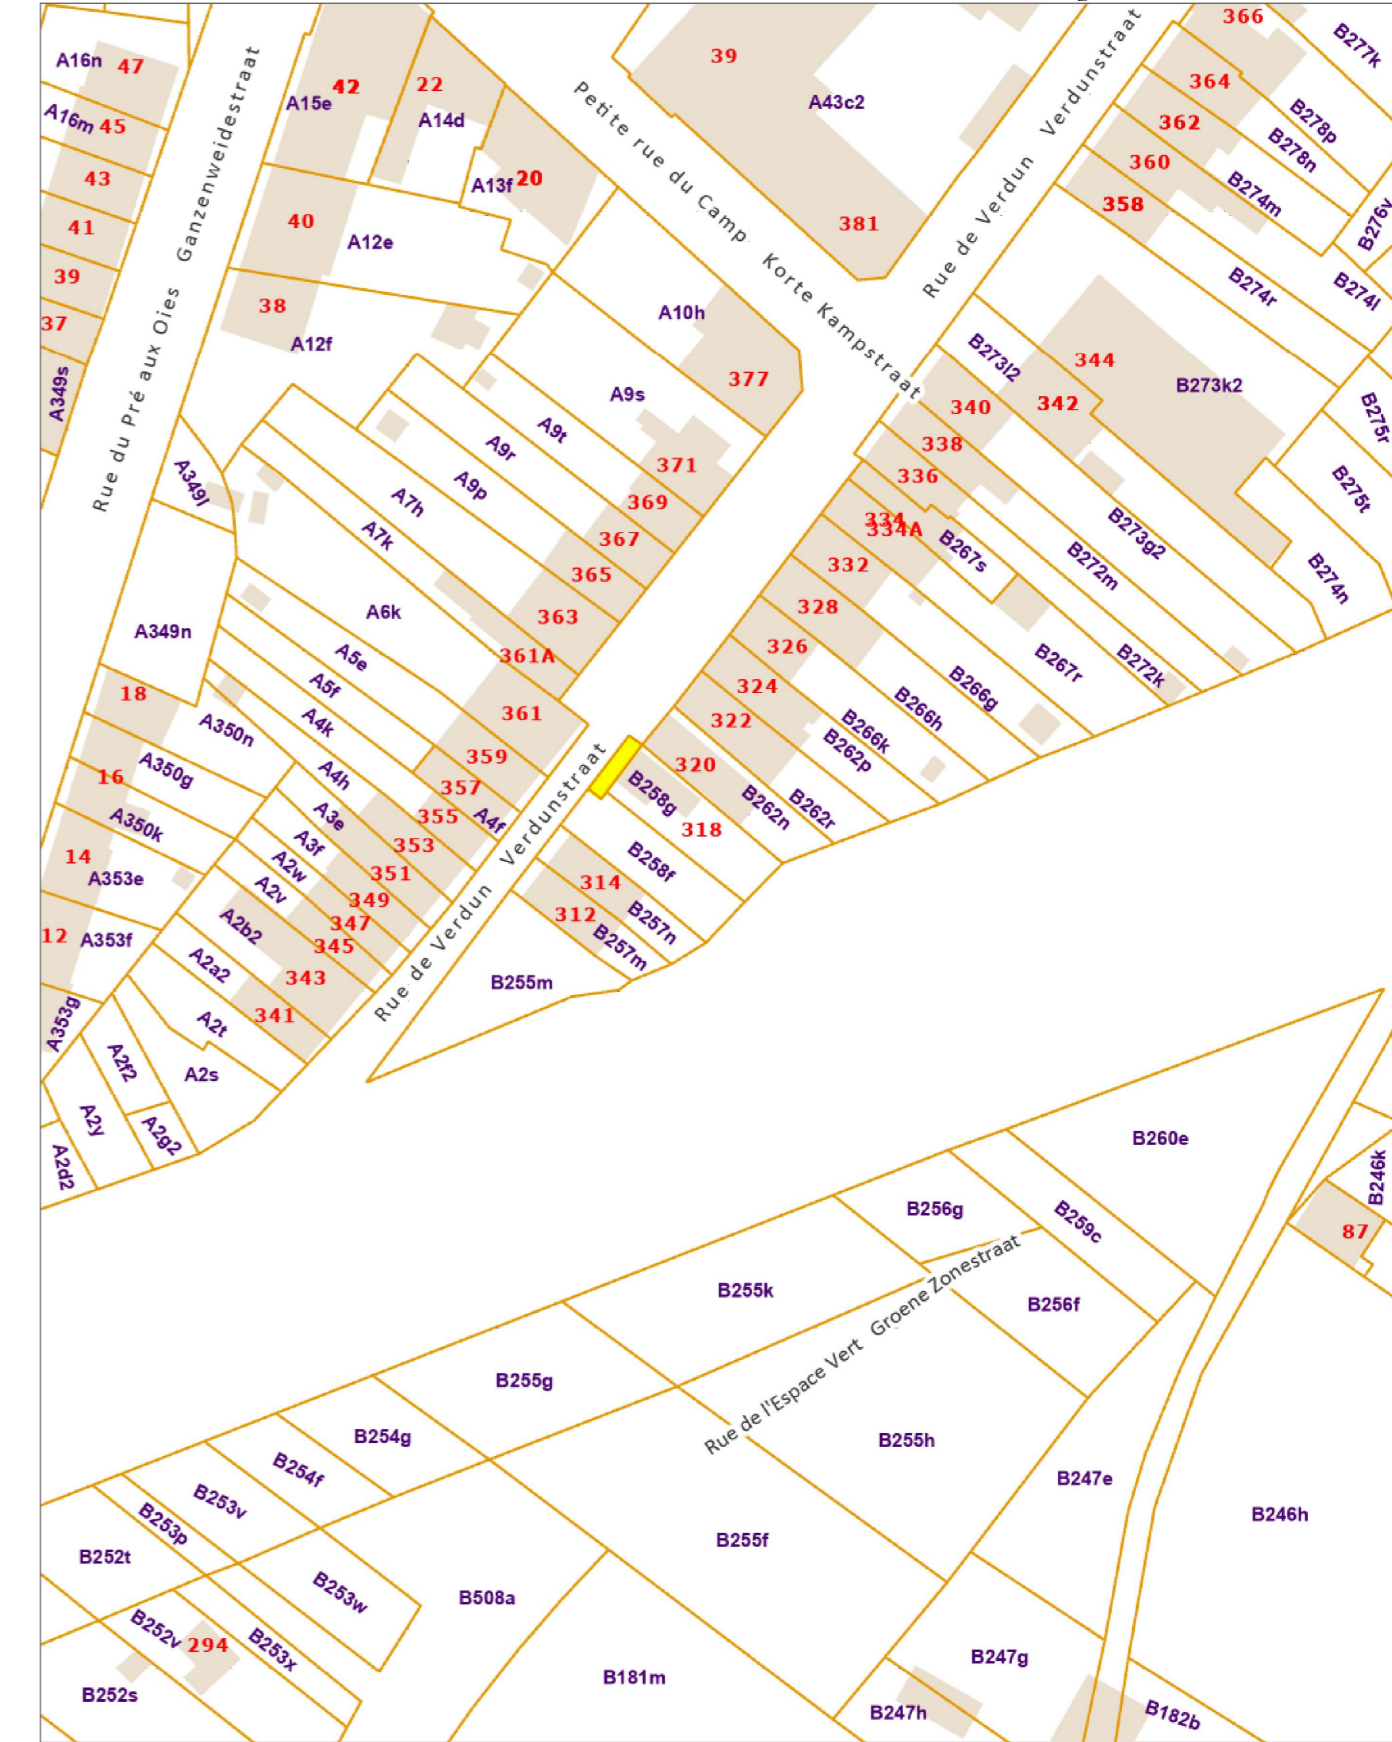 366
39
B277k
A16n
47
364
42
22
A15e
A43c2
A14d
B278p
A16m
45
362
B278n
360
43
A13f
20
B274m
358
Petite rue du Camp   Korte Kampstraat
Rue de Verdun   Verdunstraat
Rue du Pré aux Oies   Ganzenweidestraat
41
40
A12e
381
B276v
39
B274r
B274l
38
A10h
37
A12f
B273l2
344
377
B273k2
A349s
A9s
340
342
B275r
A9t
338
A9r
371
336
A349l
A9p
B275t
A7h
369
334
334A
A7k
367
B267s
B273g2
332
B272m
365
B274n
A6k
328
363
A349n
326
A5e
361A
B267r
B272k
A5f
324
B266g
18
361
A4k
322
B266h
A350n
B266k
359
320
B262p
A350g
16
A4h
357
B258g
B262n
B262r
355
A4f
A3e
A350k
318
A3f
353
14
A2w
351
B258f
A353e
A2v
349
314
347
312
B257n
A2b2
12
A353f
345
B257m
A2a2
343
B255m
Rue de Verdun   Verdunstraat
341
A353g
A2t
A2f2
A2s
A2y
A2g2
A2d2
B260e
B246k
B256g
B259c
87
B255k
B256f
Rue de l'Espace Vert   Groene Zonestraat
B255g
B254g
B255h
B254f
B247e
B253v
B246h
B253p
B255f
B252t
B253w
B508a
B252v
294
B253x
B247g
B181m
B252s
B247h
B182b